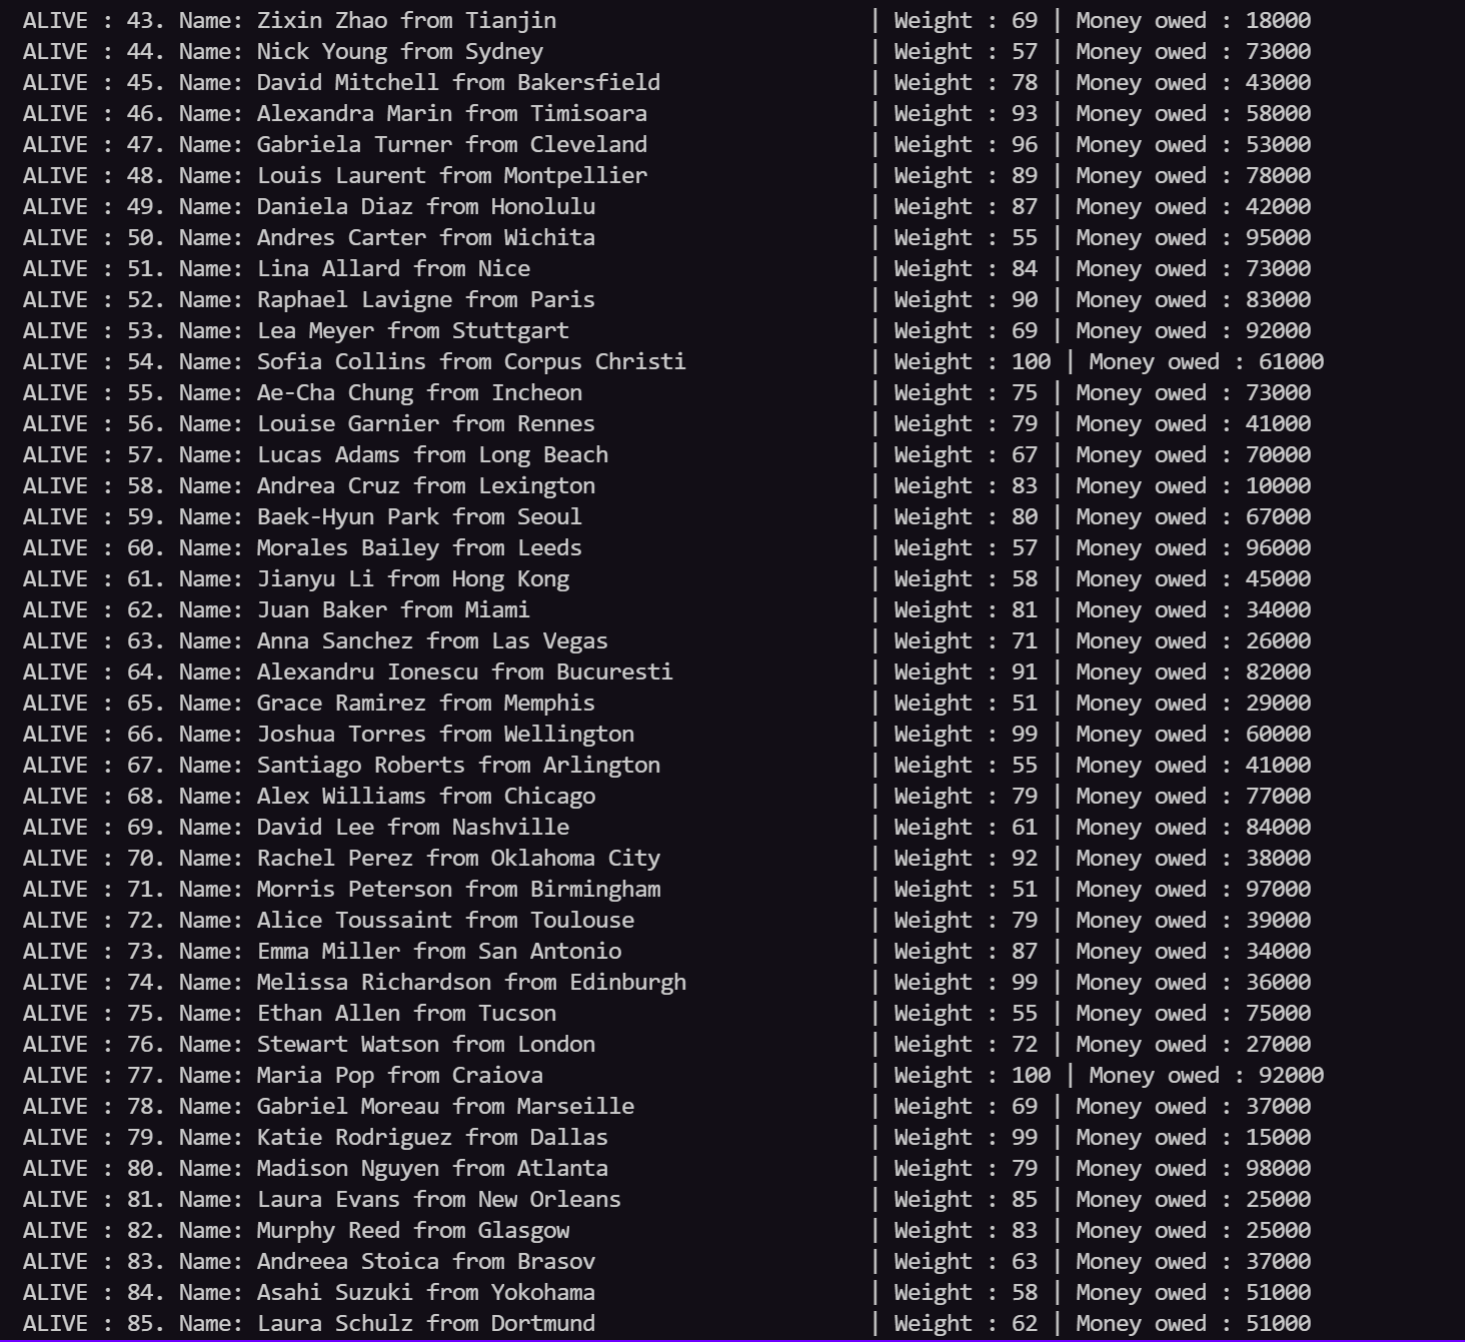 ALIVE : 43. Name: Zixin Zhao from Tianjin | Weight : 69 | Money owed : 18000
ALIVE : 44. Name: Nick Young from Sydney | Weight : 57 | Money owed : 73000
ALIVE : 45. Name: David Mitchell from Bakersfield | Weight : 78 | Money owed : 43000
ALIVE : 46. Name: Alexandra Marin from Timisoara | Weight : 93 | Money owed : 58000
ALIVE : 47. Name: Gabriela Turner from Cleveland | Weight : 96 | Money owed : 53000
ALIVE : 48. Name: Louis Laurent from Montpellier | Weight : 89 | Money owed : 78000
ALIVE : 49. Name: Daniela Diaz from Honolulu | Weight : 87 | Money owed : 42000
ALIVE : 50. Name: Andres Carter from Wichita | Weight : 55 | Money owed : 95000
ALIVE : 51. Name: Lina Allard from Nice | Weight : 84 | Money owed : 73000
ALIVE : 52. Name: Raphael Lavigne from Paris | Weight : 90 | Money owed : 83000
ALIVE : 53. Name: Lea Meyer from Stuttgart | Weight : 69 | Money owed : 92000
ALIVE : 54. Name: Sofia Collins from Corpus Christi | Weight : 100 | Money owed : 61000
ALIVE : 55. Name: Ae-Cha Chung from Incheon | Weight : 75 | Money owed : 73000
ALIVE : 56. Name: Louise Garnier from Rennes | Weight : 79 | Money owed : 41000
ALIVE : 57. Name: Lucas Adams from Long Beach | Weight : 67 | Money owed : 70000
ALIVE : 58. Name: Andrea Cruz from Lexington | Weight : 83 | Money owed : 10000
ALIVE : 59. Name: Baek-Hyun Park from Seoul | Weight : 80 | Money owed : 67000
ALIVE : 60. Name: Morales Bailey from Leeds | Weight : 57 | Money owed : 96000
ALIVE : 61. Name: Jianyu Li from Hong Kong | Weight : 58 | Money owed : 45000
ALIVE : 62. Name: Juan Baker from Miami | Weight : 81 | Money owed : 34000
ALIVE : 63. Name: Anna Sanchez from Las Vegas | Weight : 71 | Money owed : 26000
ALIVE : 64. Name: Alexandru Ionescu from Bucuresti | Weight : 91 | Money owed : 82000
ALIVE : 65. Name: Grace Ramirez from Memphis | Weight : 51 | Money owed : 29000
ALIVE : 66. Name: Joshua Torres from Wellington | Weight : 99 | Money owed : 60000
ALIVE : 67. Name: Santiago Roberts from Arlington | Weight : 55 | Money owed : 41000
ALIVE : 68. Name: Alex Williams from Chicago | Weight : 79 | Money owed : 77000
ALIVE : 69. Name: David Lee from Nashville | Weight : 61 | Money owed : 84000
ALIVE : 70. Name: Rachel Perez from Oklahoma City | Weight : 92 | Money owed : 38000
ALIVE : 71. Name: Morris Peterson from Birmingham | Weight : 51 | Money owed : 97000
ALIVE : 72. Name: Alice Toussaint from Toulouse | Weight : 79 | Money owed : 39000
ALIVE : 73. Name: Emma Miller from San Antonio | Weight : 87 | Money owed : 34000
ALIVE : 74. Name: Melissa Richardson from Edinburgh | Weight : 99 | Money owed : 36000
ALIVE : 75. Name: Ethan Allen from Tucson | Weight : 55 | Money owed : 75000
ALIVE : 76. Name: Stewart Watson from London | Weight : 72 | Money owed : 27000
ALIVE : 77. Name: Maria Pop from Craiova | Weight : 100 | Money owed : 92000
ALIVE : 78. Name: Gabriel Moreau from Marseille | Weight : 69 | Money owed : 37000
ALIVE : 79. Name: Katie Rodriguez from Dallas | Weight : 99 | Money owed : 15000
ALIVE : 80. Name: Madison Nguyen from Atlanta | Weight : 79 | Money owed : 98000
ALIVE : 81. Name: Laura Evans from New Orleans | Weight : 85 | Money owed : 25000
ALIVE : 82. Name: Murphy Reed from Glasgow | Weight : 83 | Money owed : 25000
ALIVE : 83. Name: Andreea Stoica from Brasov | Weight : 63 | Money owed : 37000
ALIVE : 84. Name: Asahi Suzuki from Yokohama | Weight : 58 | Money owed : 51000
ALIVE : 85. Name: Laura Schulz from Dortmund | Weight : 62 | Money owed : 51000